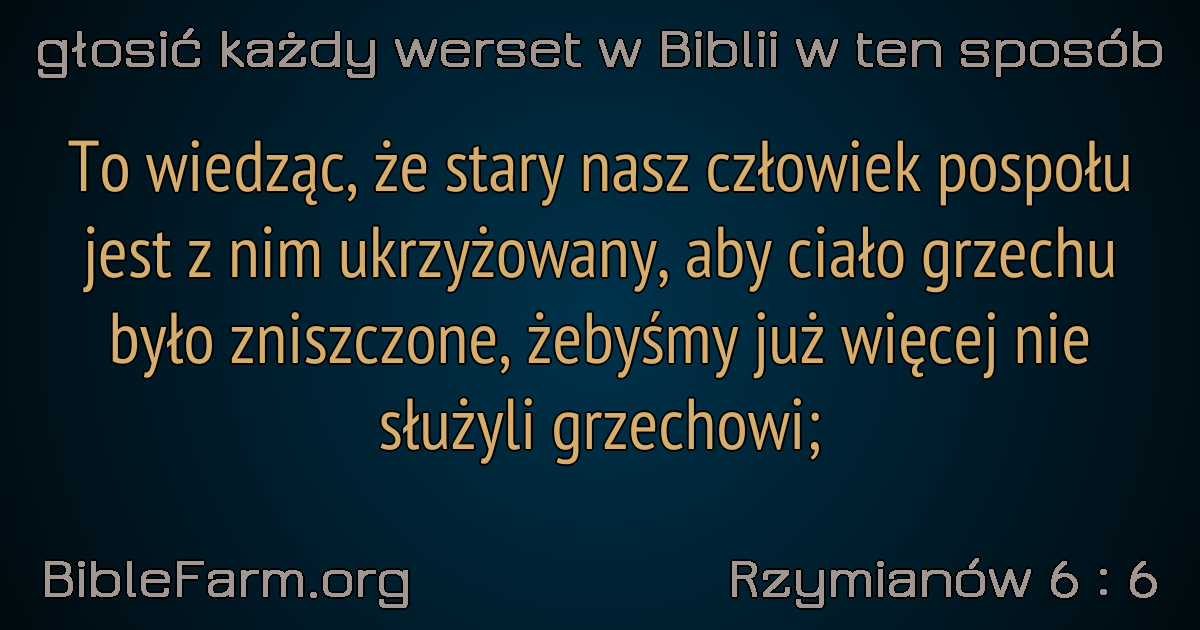 głosić każdy werset w Biblii w ten sposób
To wiedząc, że stary nasz człowiek pospołu
jest z nim ukrzyżowany, aby ciało grzechu
było zniszczone, żebyśmy już więcej nie
służyli grzechowi;
BibleFarm.org
Rzymianów 6 : 6